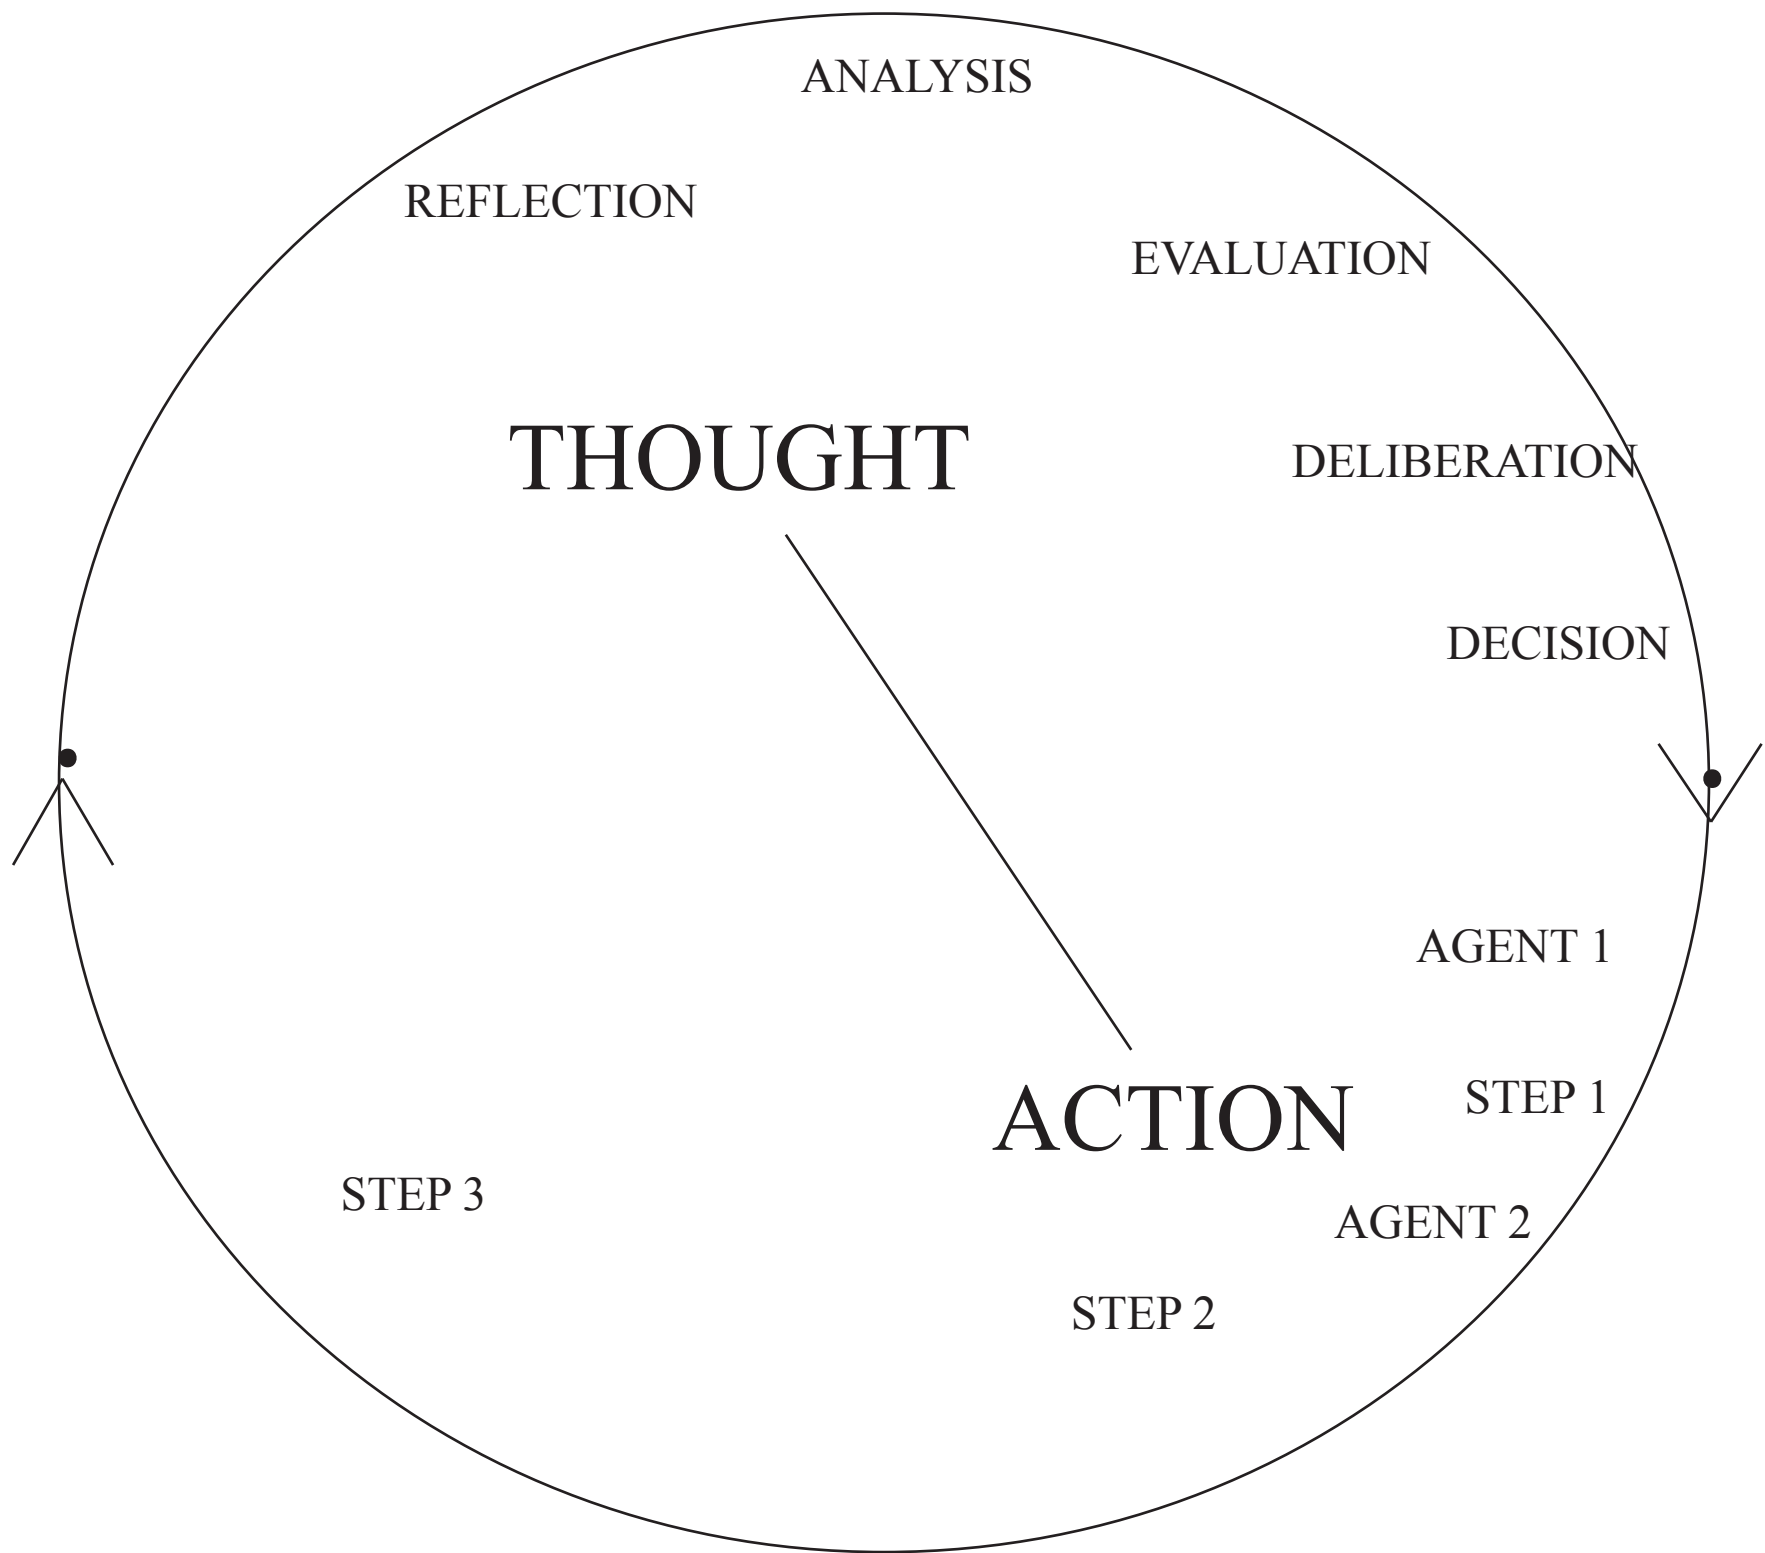 ANALYSIS
REFLECTION
EVALUATION
THOUGHT
DELIBERATION
DECISION
AGENT 1
STEP 1
ACTION
STEP 3
AGENT 2
STEP 2